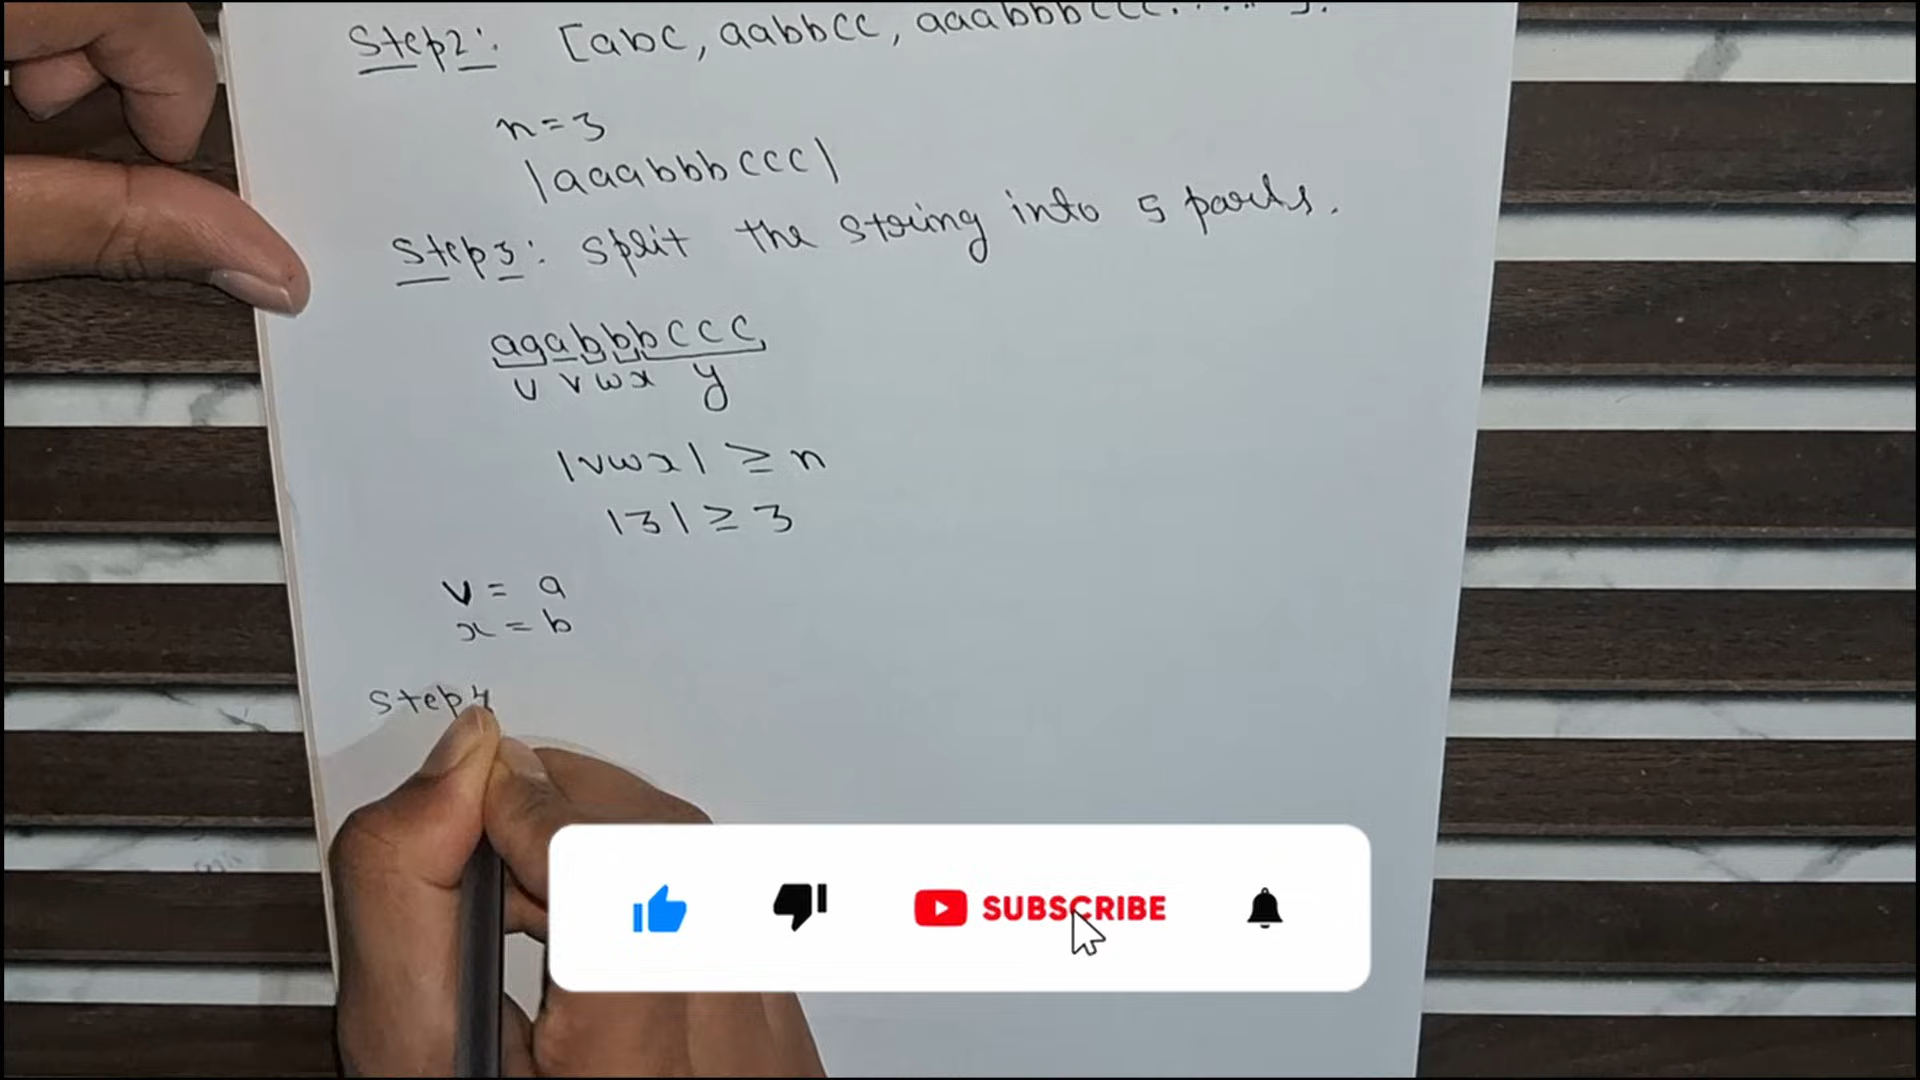 Step2: [abc, aabbcc, aaabbbccc.... ].
n=3
|aaabbbccc|
Step3: split the string into 5 parts.
aaabbbccc
u v w x y
|vwx| ≥ n
|3| ≥ 3
v = a
x = b
Step4
SUBSCRIBE